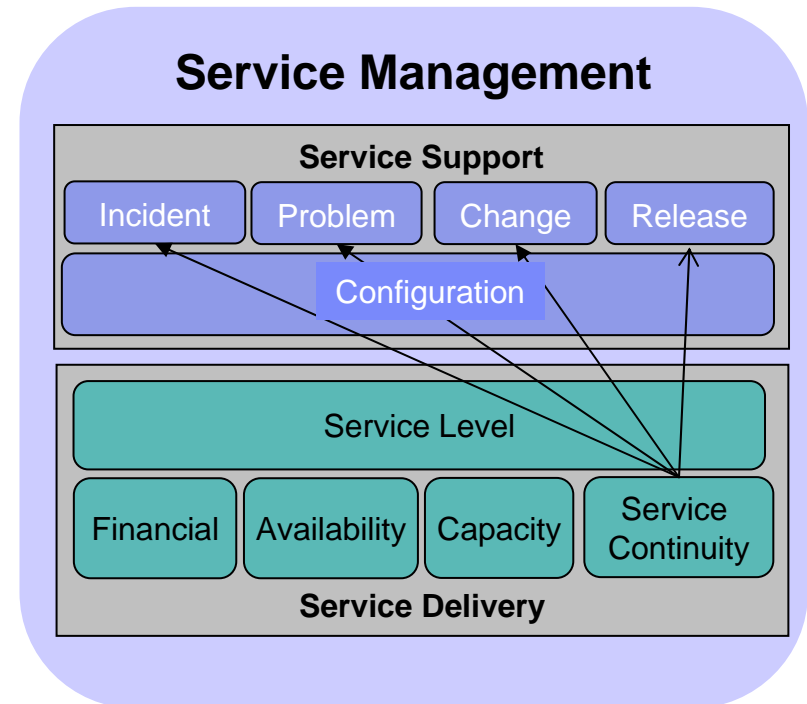 Service Management
Service Support
Incident
Problem
Change
Release
Configuration
Service Level
Financial
Availability
Capacity
Service
Continuity
Service Delivery